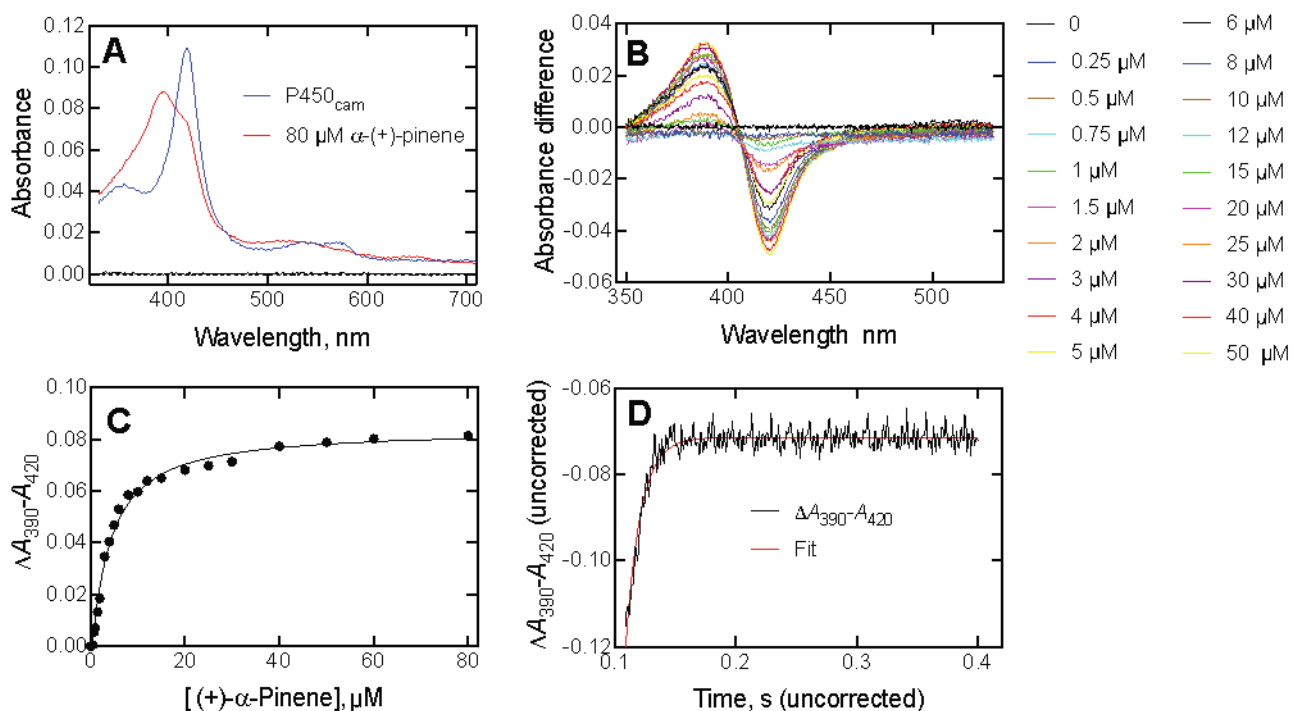 A
0.12
0.10
0.08
0.06
0.04
0.02
0.00
Absorbance
P450cam
80 µM α-(+)-pinene
400
500
600
700
Wavelength, nm
B
0.04
0.02
0.00
-0.02
-0.04
-0.06
Absorbance difference
350
400
450
500
Wavelength nm
0
0.25 µM
0.5 µM
0.75 µM
1 µM
1.5 µM
2 µM
3 µM
4 µM
5 µM
6 µM
8 µM
10 µM
12 µM
15 µM
20 µM
25 µM
30 µM
40 µM
50 µM
C
0.10
0.08
0.06
0.04
0.02
0.00
ΛA390-A420
0
20
40
60
80
[(+)-α-Pinene], µM
D
-0.06
-0.08
-0.10
-0.12
ΛA390-A420 (uncorrected)
ΔA390-A420
Fit
0.1
0.2
0.3
0.4
Time, s (uncorrected)